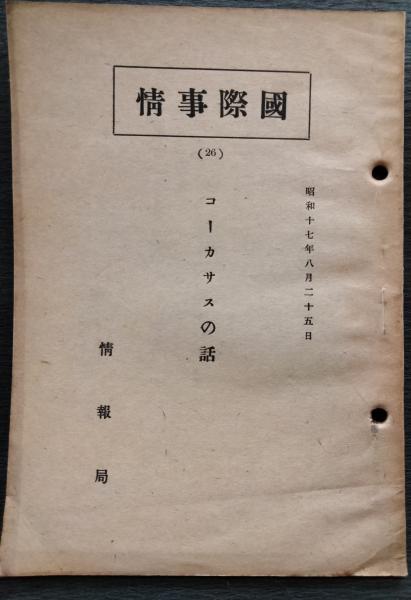 國際事情
(26)
昭和十七年八月二十五日
コーカサスの話
情報局